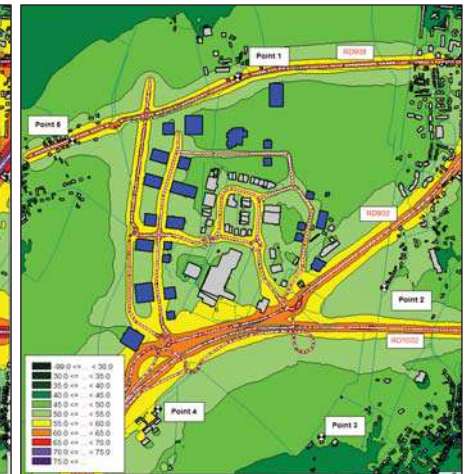 Point 1
RD938
Point 5
RD932
Point 2
RD1032
Point 4
Point 3
-99.0 <= ... < 30.0
30.0 <= ... < 35.0
35.0 <= ... < 40.0
40.0 <= ... < 45.0
45.0 <= ... < 50.0
50.0 <= ... < 55.0
55.0 <= ... < 60.0
60.0 <= ... < 65.0
65.0 <= ... < 70.0
70.0 <= ... < 75.0
75.0 <= ...